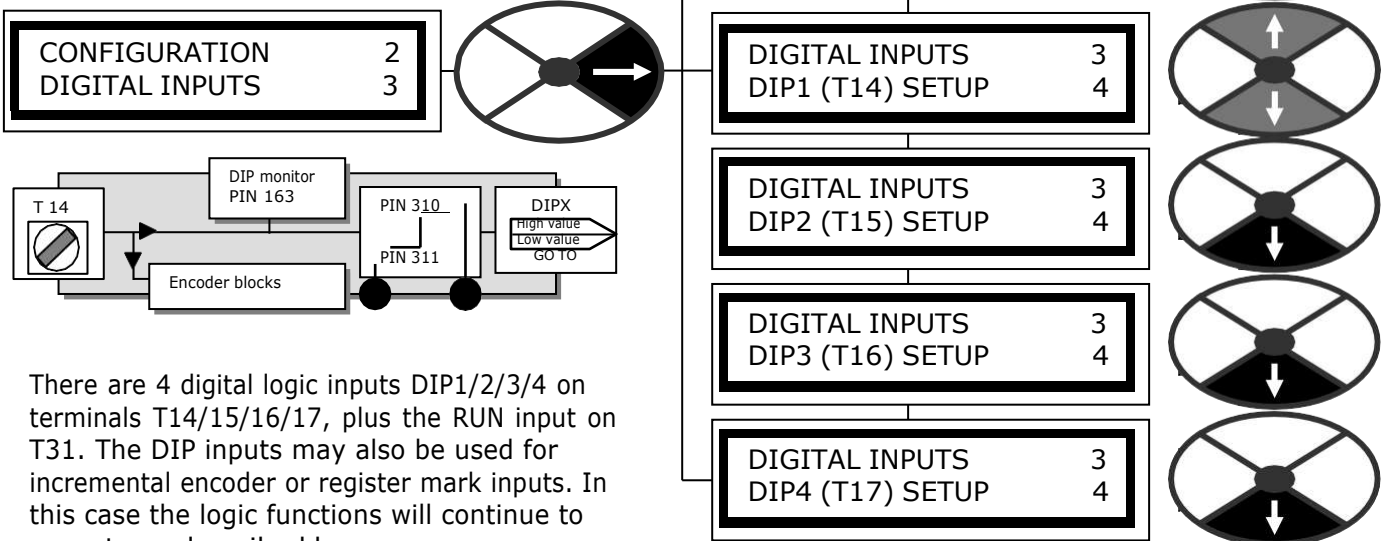 CONFIGURATION 2
DIGITAL INPUTS 3
DIGITAL INPUTS 3
DIP1 (T14) SETUP 4
DIGITAL INPUTS 3
DIP2 (T15) SETUP 4
DIGITAL INPUTS 3
DIP3 (T16) SETUP 4
DIGITAL INPUTS 3
DIP4 (T17) SETUP 4
T 14
DIP monitor
PIN 163
Encoder blocks
PIN 310
PIN 311
DIPX
High value
Low value
GO TO
There are 4 digital logic inputs DIP1/2/3/4 on
terminals T14/15/16/17, plus the RUN input on
T31. The DIP inputs may also be used for
incremental encoder or register mark inputs. In
this case the logic functions will continue to